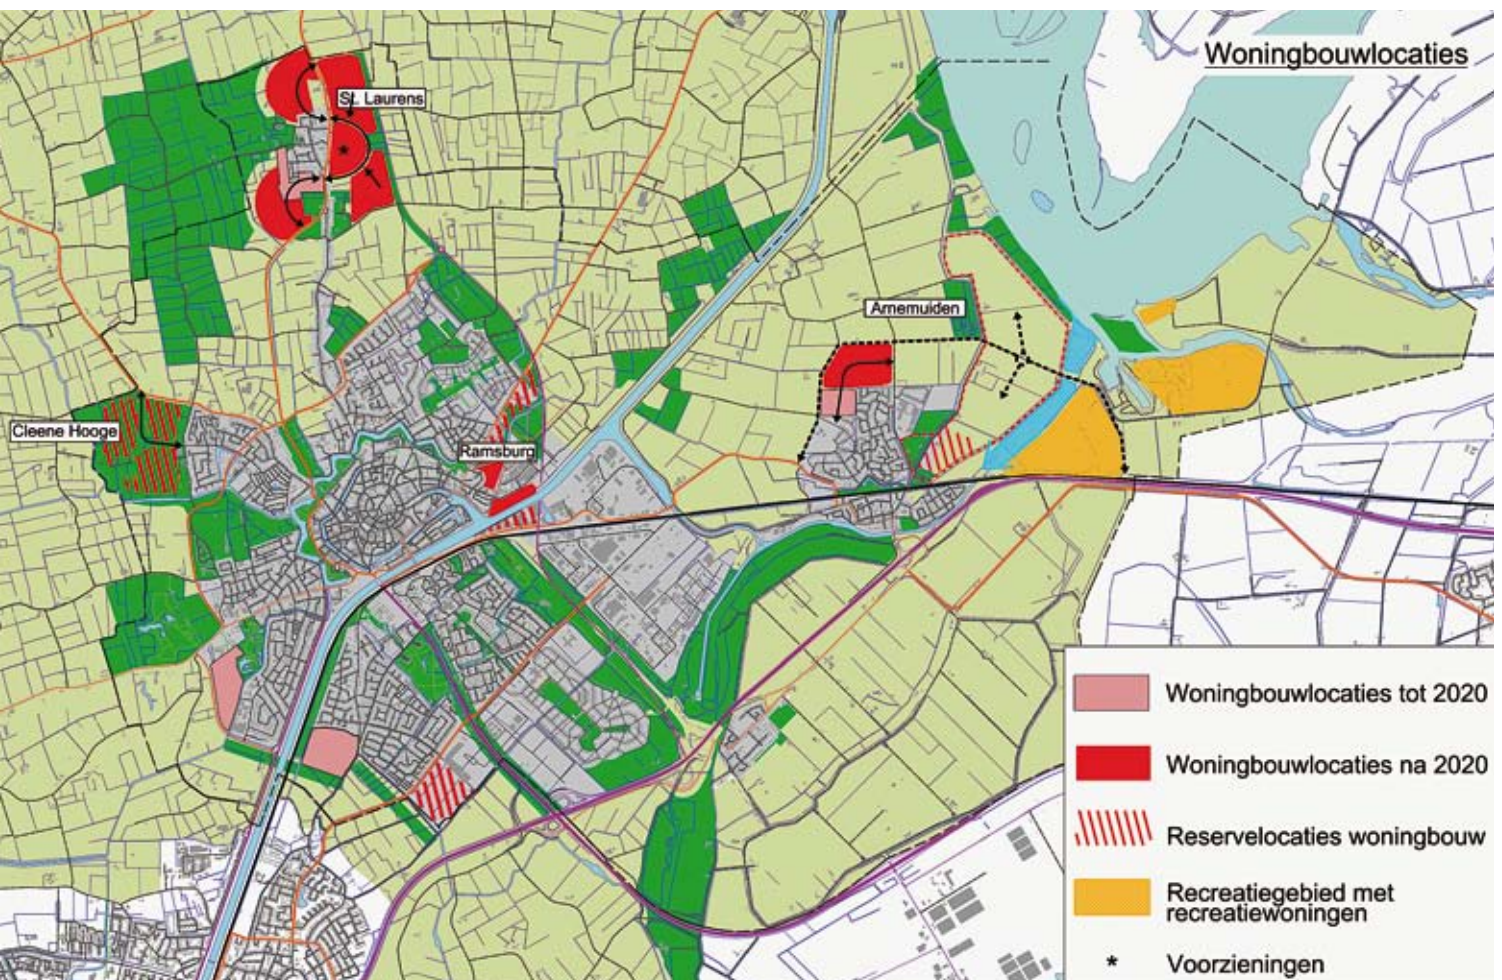 Woningbouwlocaties
St. Laurens
Arnemuiden
Cleene Hooge
Ramsburg
Woningbouwlocaties tot 2020
Woningbouwlocaties na 2020
Reservelocaties woningbouw
Recreatiegebied met
recreatiewoningen
* Voorzieningen